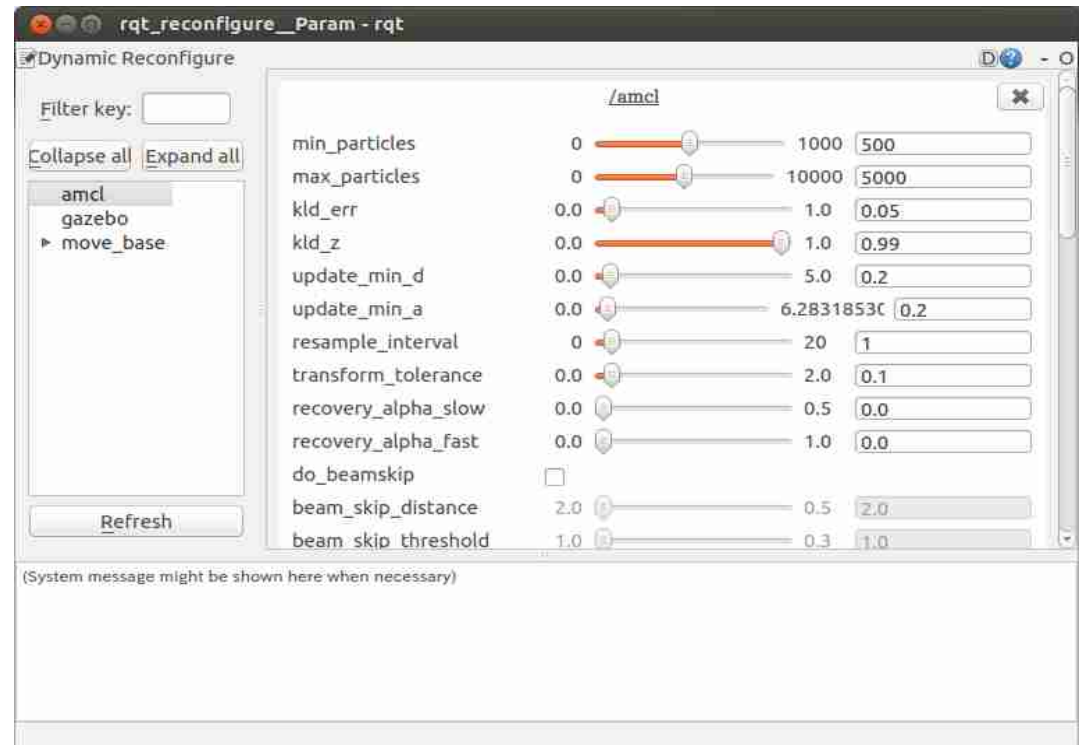 rqt_reconfigure__Param - rqt
Dynamic Reconfigure D ? - O
Filter key:
Collapse all Expand all
amcl
gazebo
move_base
Refresh
/amcl
min_particles 0 1000 500
max_particles 0 10000 5000
kld_err 0.0 1.0 0.05
kld_z 0.0 1.0 0.99
update_min_d 0.0 5.0 0.2
update_min_a 0.0 6.28318530 0.2
resample_interval 0 20 1
transform_tolerance 0.0 2.0 0.1
recovery_alpha_slow 0.0 0.5 0.0
recovery_alpha_fast 0.0 1.0 0.0
do_beamskip
beam_skip_distance 2.0 0.5 2.0
beam_skip_threshold 1.0 0.3 1.0
(System message might be shown here when necessary)